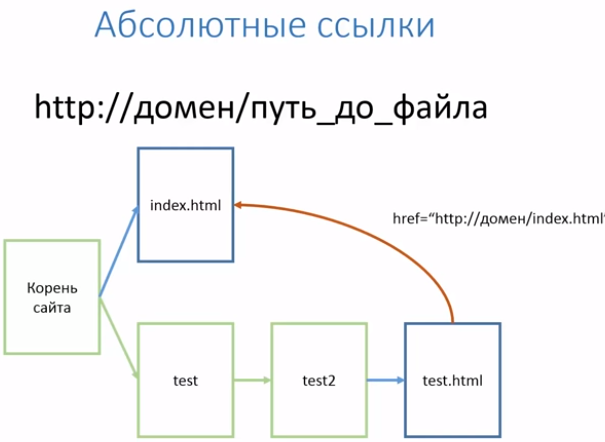 Абсолютные ссылки
http://домен/путь_до_файла
index.html
href=“http://домен/index.html”
Корень
сайта
test
test2
test.html